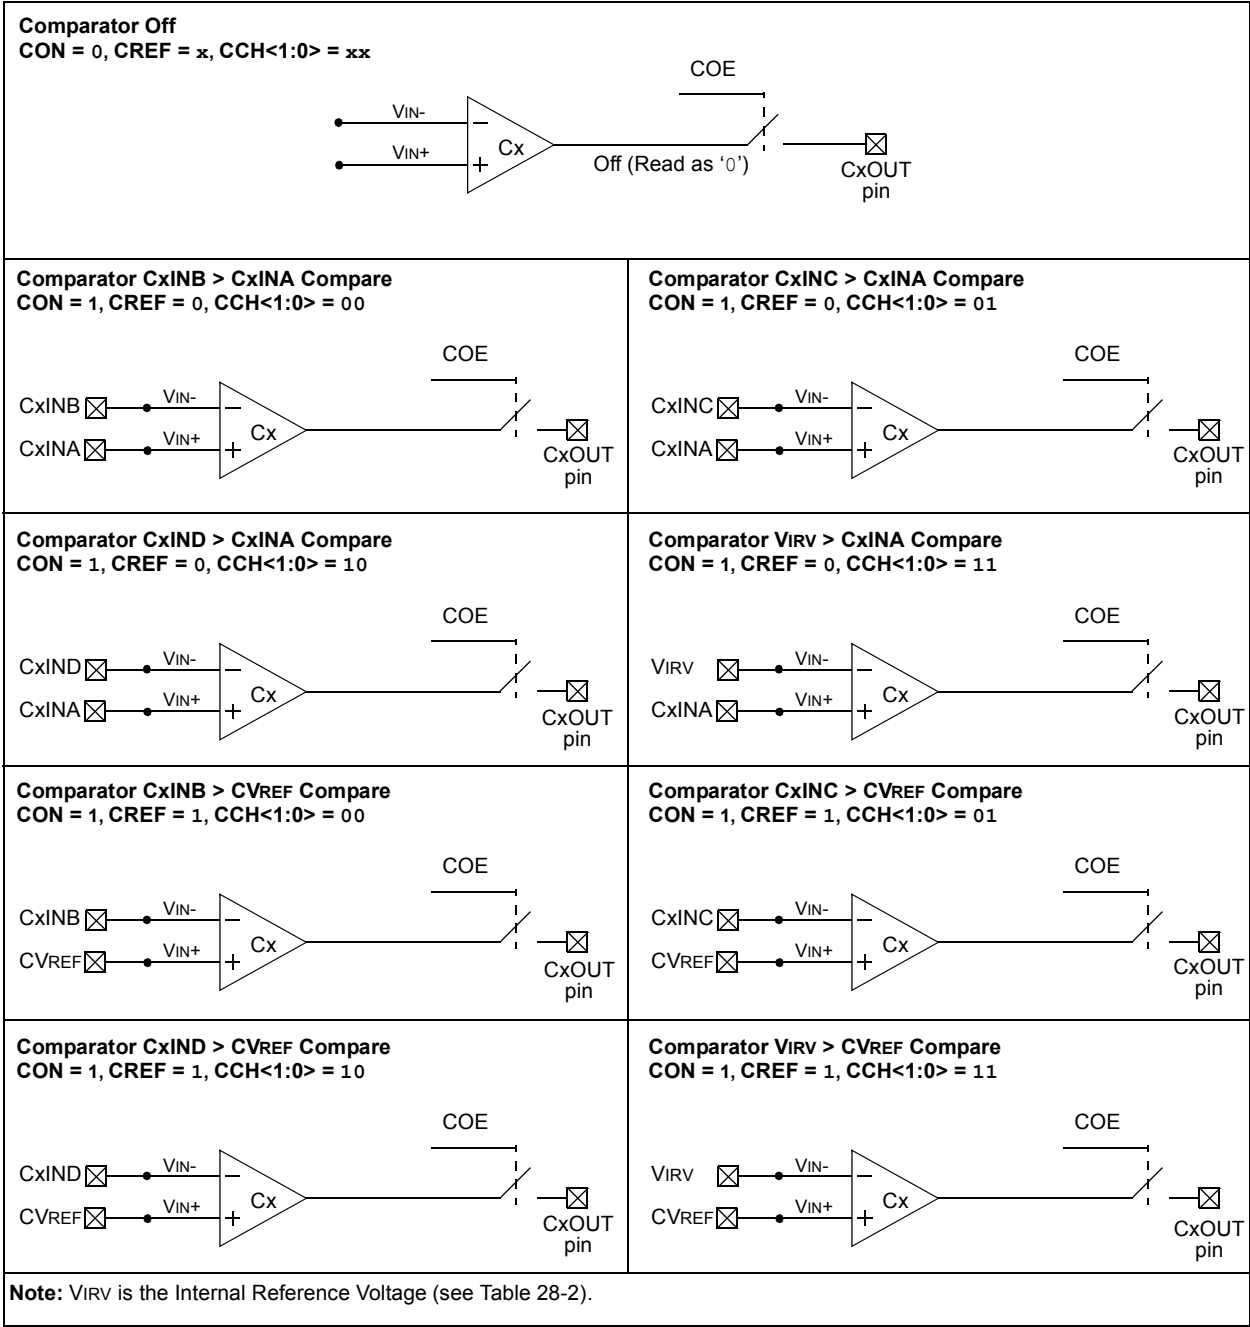 Comparator Off
CON = 0, CREF = x, CCH<1:0> = xx
COE
VIN-
VIN+
Cx
Off (Read as ‘0’)
CxOUT
pin
Comparator CxINB > CxINA Compare
CON = 1, CREF = 0, CCH<1:0> = 00
COE
CxINB
VIN-
CxINA
VIN+
Cx
CxOUT
pin
Comparator CxINC > CxINA Compare
CON = 1, CREF = 0, CCH<1:0> = 01
COE
CxINC
VIN-
CxINA
VIN+
Cx
CxOUT
pin
Comparator CxIND > CxINA Compare
CON = 1, CREF = 0, CCH<1:0> = 10
COE
CxIND
VIN-
CxINA
VIN+
Cx
CxOUT
pin
Comparator VIRV > CxINA Compare
CON = 1, CREF = 0, CCH<1:0> = 11
COE
VIRV
VIN-
CxINA
VIN+
Cx
CxOUT
pin
Comparator CxINB > CVREF Compare
CON = 1, CREF = 1, CCH<1:0> = 00
COE
CxINB
VIN-
CVREF
VIN+
Cx
CxOUT
pin
Comparator CxINC > CVREF Compare
CON = 1, CREF = 1, CCH<1:0> = 01
COE
CxINC
VIN-
CVREF
VIN+
Cx
CxOUT
pin
Comparator CxIND > CVREF Compare
CON = 1, CREF = 1, CCH<1:0> = 10
COE
CxIND
VIN-
CVREF
VIN+
Cx
CxOUT
pin
Comparator VIRV > CVREF Compare
CON = 1, CREF = 1, CCH<1:0> = 11
COE
VIRV
VIN-
CVREF
VIN+
Cx
CxOUT
pin
Note: VIRV is the Internal Reference Voltage (see Table 28-2).